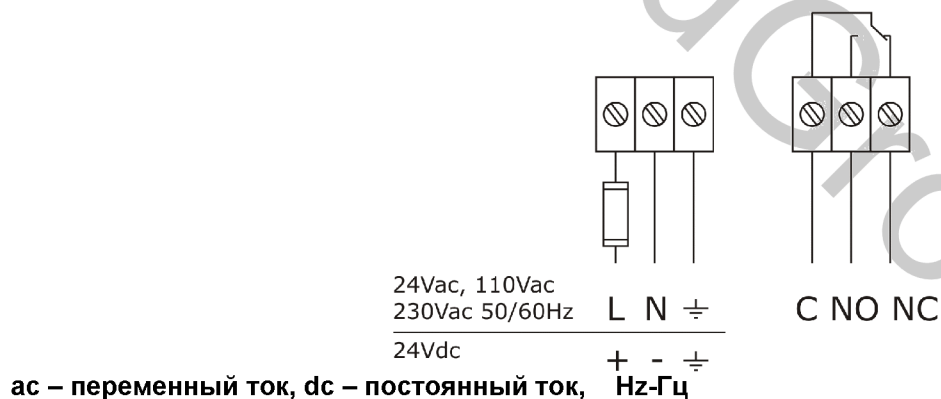 24Vac, 110Vac
230Vac 50/60Hz L N ⏚ C NO NC
24Vdc + - ⏚
ac – переменный ток, dc – постоянный ток, Hz-Гц